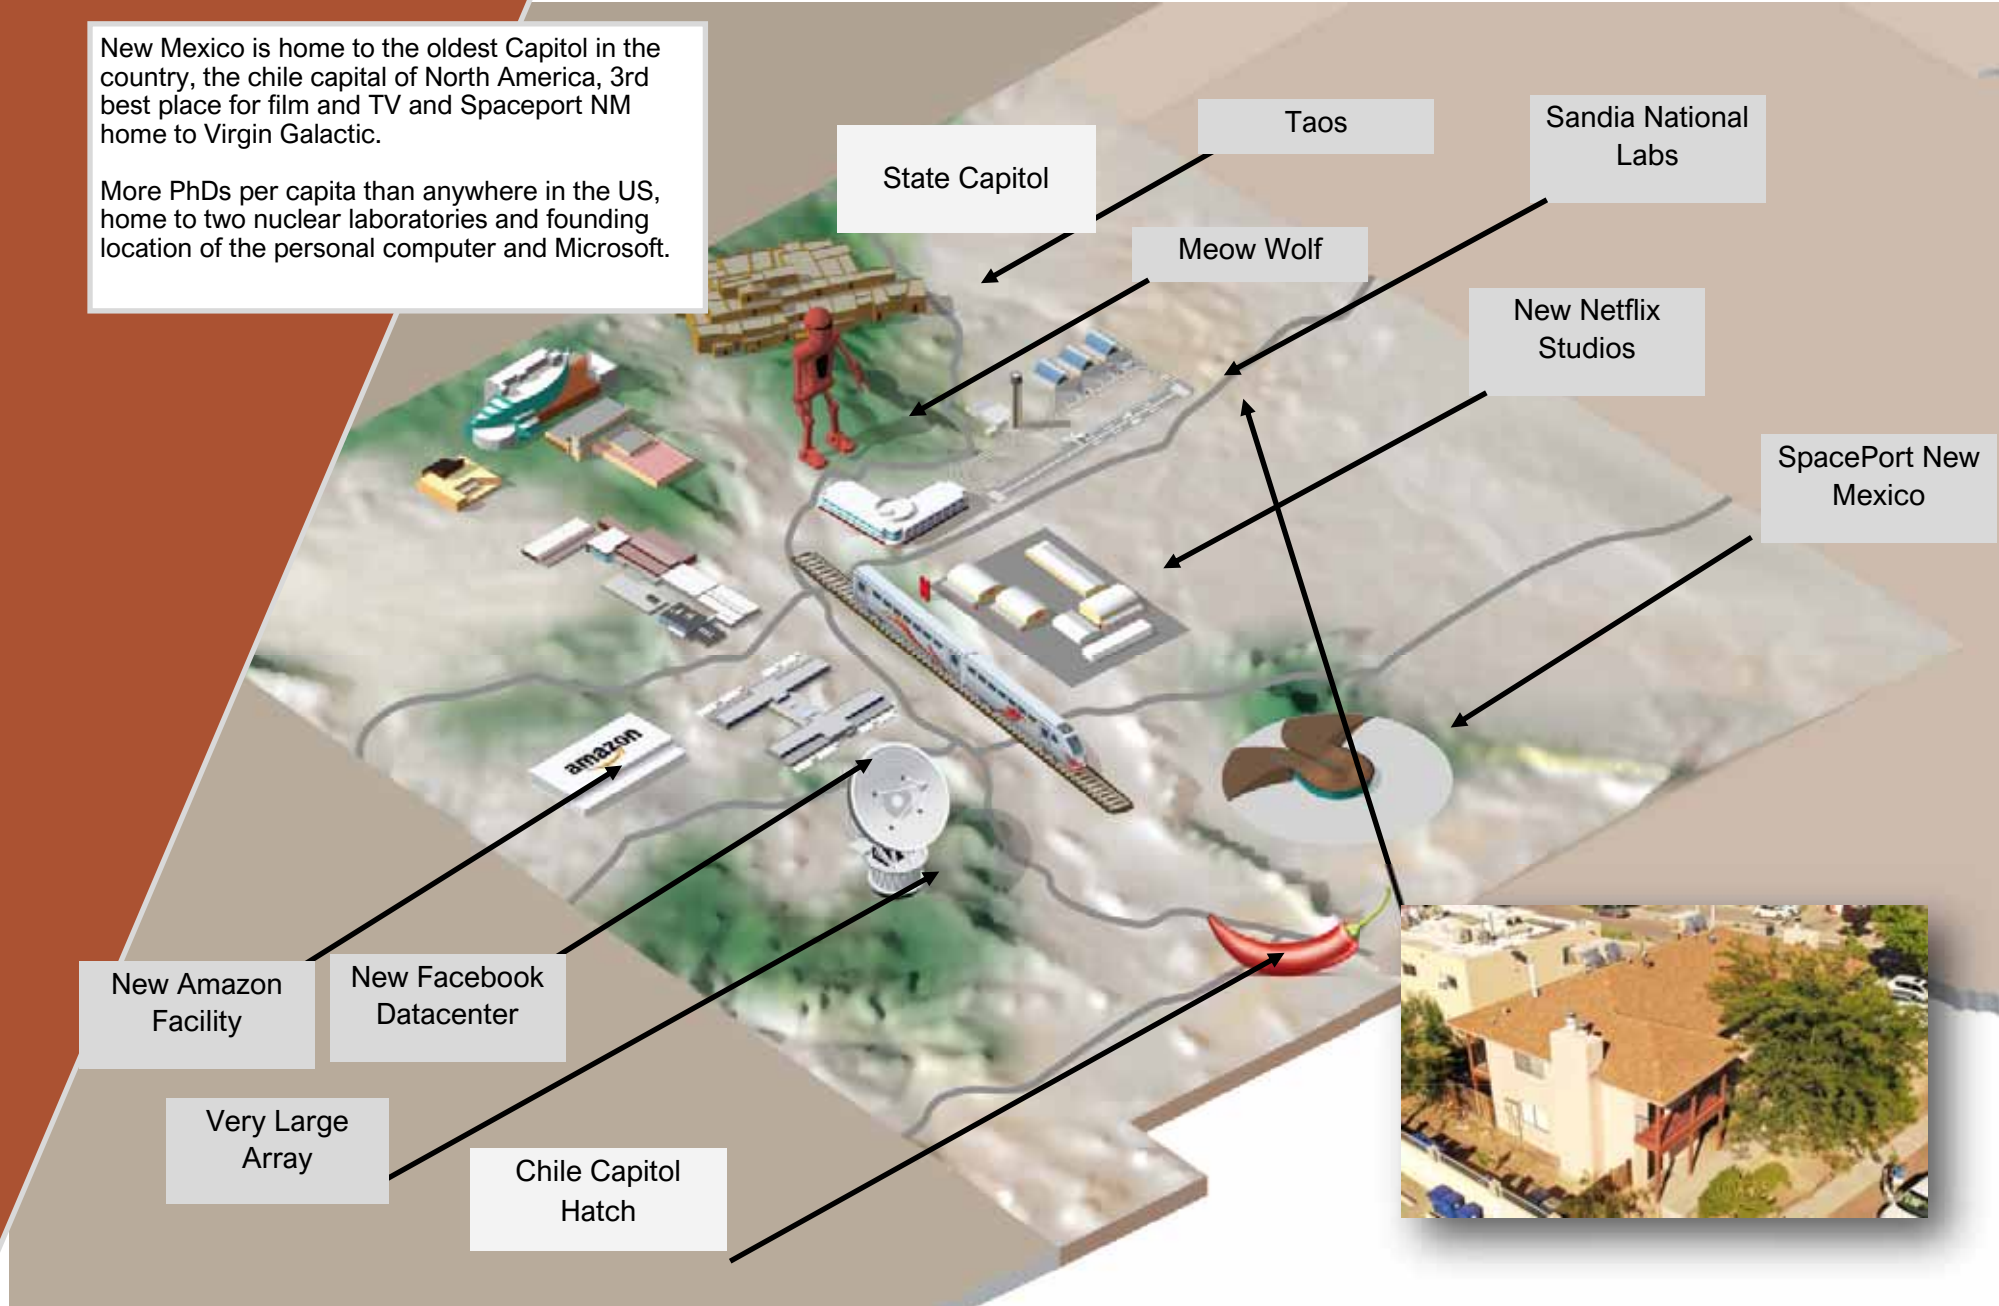 New Mexico is home to the oldest Capitol in the
country, the chile capital of North America, 3rd
best place for film and TV and Spaceport NM
home to Virgin Galactic.
More PhDs per capita than anywhere in the US,
home to two nuclear laboratories and founding
location of the personal computer and Microsoft.
Taos
Sandia National
Labs
State Capitol
Meow Wolf
New Netflix
Studios
SpacePort New
Mexico
amazon
New Amazon
Facility
New Facebook
Datacenter
Very Large
Array
Chile Capitol
Hatch